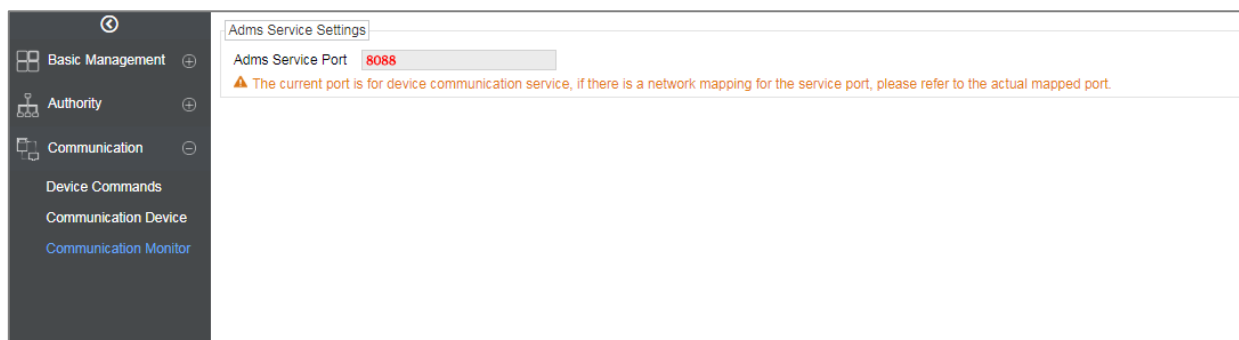 Basic Management
Authority
Communication
Device Commands
Communication Device
Communication Monitor
Adms Service Settings
Adms Service Port 8088
The current port is for device communication service, if there is a network mapping for the service port, please refer to the actual mapped port.